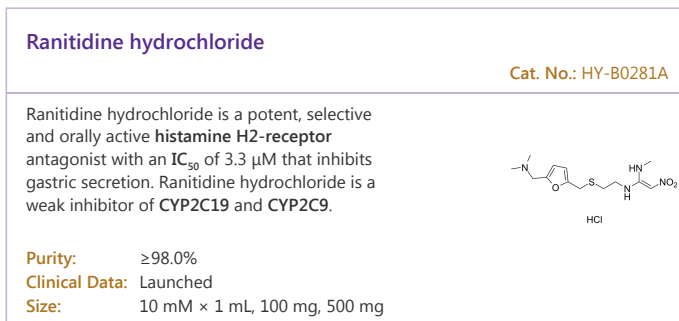 Ranitidine hydrochloride
Cat. No.: HY-B0281A
Ranitidine hydrochloride is a potent, selective
and orally active histamine H2-receptor
antagonist with an IC50 of 3.3 μM that inhibits
gastric secretion. Ranitidine hydrochloride is a
weak inhibitor of CYP2C19 and CYP2C9.
N
O
S
N
H
HN
NO2
HCl
Purity: ≥98.0%
Clinical Data: Launched
Size: 10 mM × 1 mL, 100 mg, 500 mg